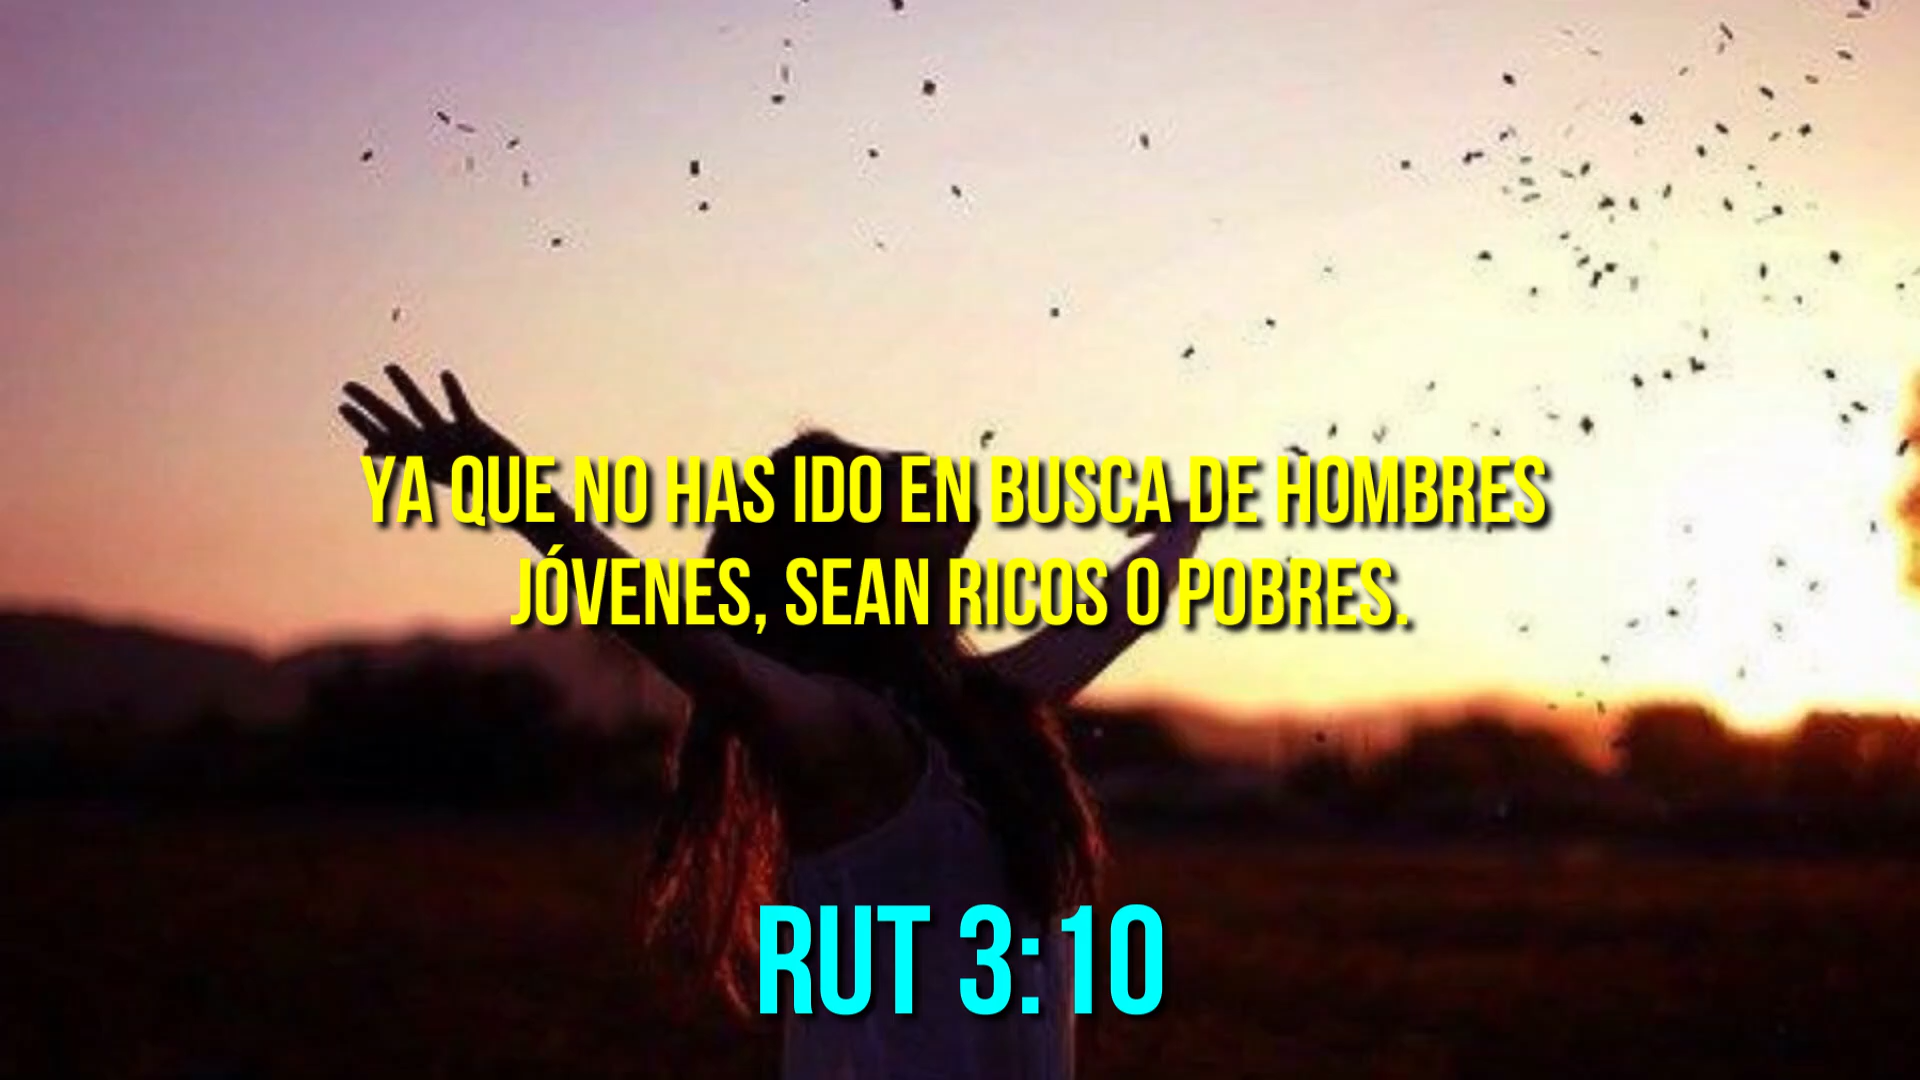 YA QUE NO HAS IDO EN BUSCA DE HOMBRES
JÓVENES, SEAN RICOS O POBRES.
RUT 3:10